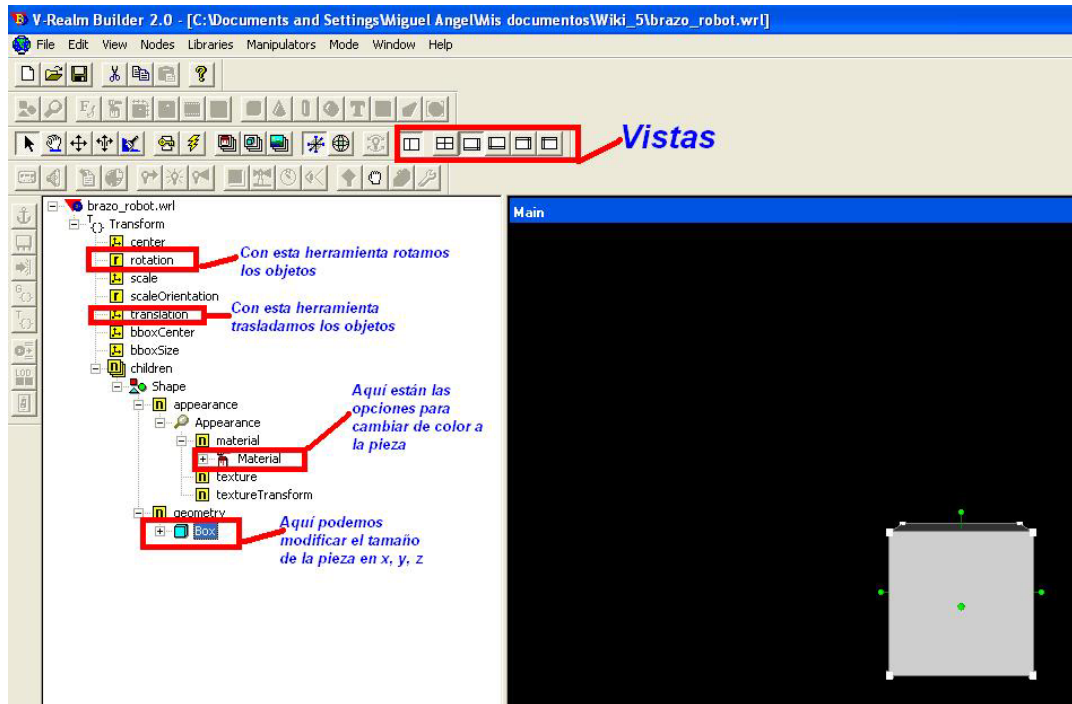 V-Realm Builder 2.0 - [C:\Documents and Settings\Miguel Angel\Mis documentos\Wiki_5\brazo_robot.wrl]
File Edit View Nodes Libraries Manipulators Mode Window Help
Vistas
brazo_robot.wrl
Main
Transform
center
rotation
Con esta herramienta rotamos
los objetos
scale
scaleOrientation
translation
Con esta herramienta
trasladamos los objetos
bboxCenter
bboxSize
children
Shape
appearance
Aquí están las
opciones para
cambiar de color a
la pieza
Appearance
material
Material
texture
textureTransform
geometry
Box
Aquí podemos
modificar el tamaño
de la pieza en x, y, z
LOD